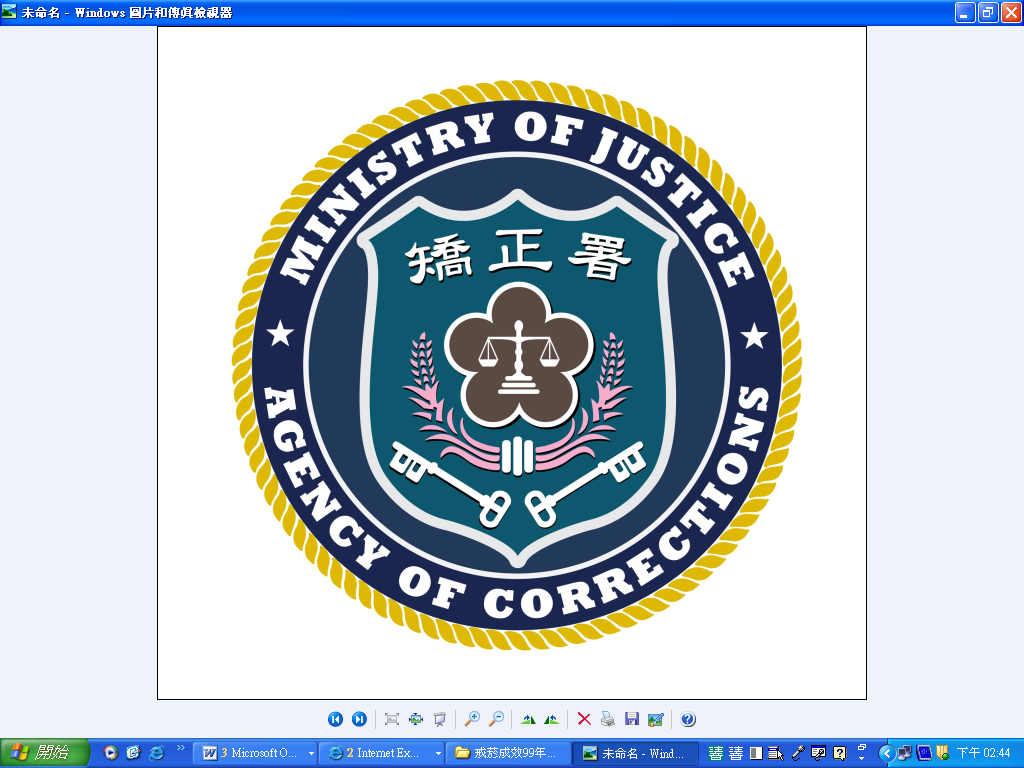 未命名 - Windows 圖片和傳真檢視器
MINISTRY OF JUSTICE
矯正署
AGENCY OF CORRECTIONS
開始
3 Microsoft O...
2 Internet Ex...
戒菸成效99年...
未命名 - Wind...
下午 02:44